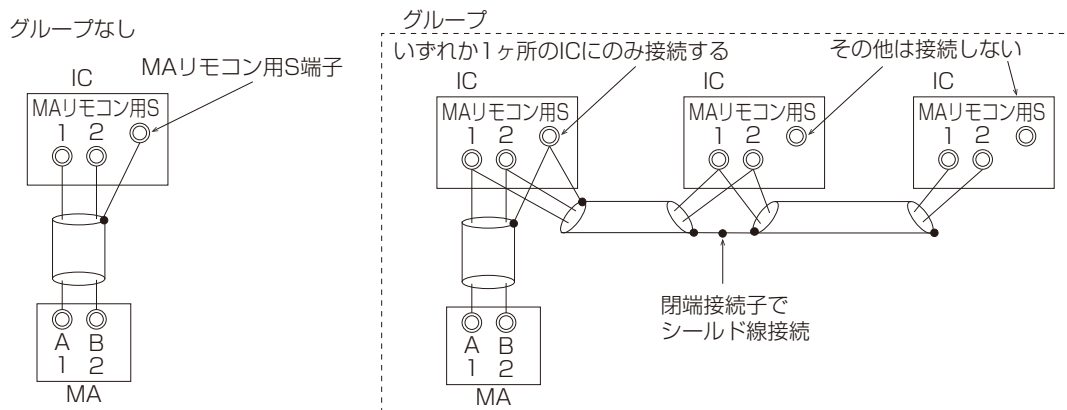 グループなし
IC
MAリモコン用S端子
MAリモコン用S
1 2
A B
1 2
MA
グループ
いずれか1ヶ所のICにのみ接続する
その他は接続しない
IC
MAリモコン用S
1 2
IC
MAリモコン用S
1 2
IC
MAリモコン用S
1 2
閉端接続子で
シールド線接続
A B
1 2
MA